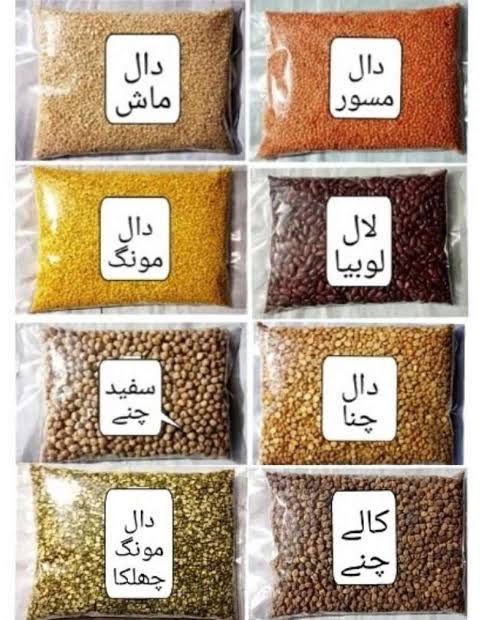 دال
ماش
دال
مسور
دال
مونگ
لال
لوبیا
سفید
چنے
دال
چنا
دال
مونگ
چھلکا
کالے
چنے